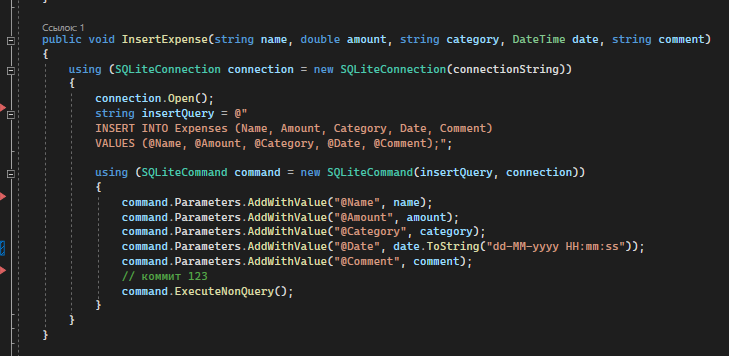 }
Ссылок: 1
public void InsertExpense(string name, double amount, string category, DateTime date, string comment)
{
using (SQLiteConnection connection = new SQLiteConnection(connectionString))
{
connection.Open();
string insertQuery = @"
INSERT INTO Expenses (Name, Amount, Category, Date, Comment)
VALUES (@Name, @Amount, @Category, @Date, @Comment);";
using (SQLiteCommand command = new SQLiteCommand(insertQuery, connection))
{
command.Parameters.AddWithValue("@Name", name);
command.Parameters.AddWithValue("@Amount", amount);
command.Parameters.AddWithValue("@Category", category);
command.Parameters.AddWithValue("@Date", date.ToString("dd-MM-yyyy HH:mm:ss"));
command.Parameters.AddWithValue("@Comment", comment);
// коммит 123
command.ExecuteNonQuery();
}
}
}